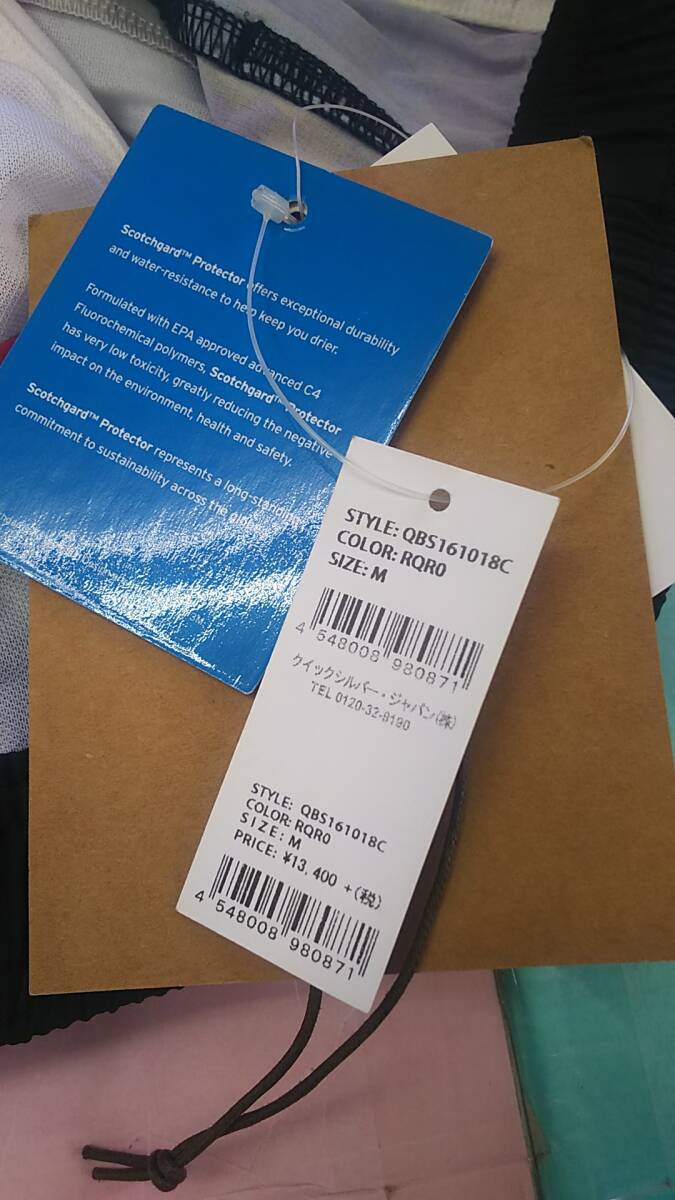 Scotchgard™ Protector offers exceptional durability
and water-resistance to help keep you drier.
Formulated with EPA approved advanced C4
Fluorochemical polymers, Scotchgard™ Protector
has very low toxicity, greatly reducing the negative
impact on the environment, health and safety.
Scotchgard™ Protector represents a long-standing
commitment to sustainability across the
STYLE: QBS161018C
COLOR: RQR0
SIZE: M
4 548008 980871
クイックシルバー・ジャパン(株)
TEL 0120-32-9190
STYLE: QBS161018C
COLOR: RQR0
SIZE: M
PRICE: ¥13,400 +(税)
4 548008 980871